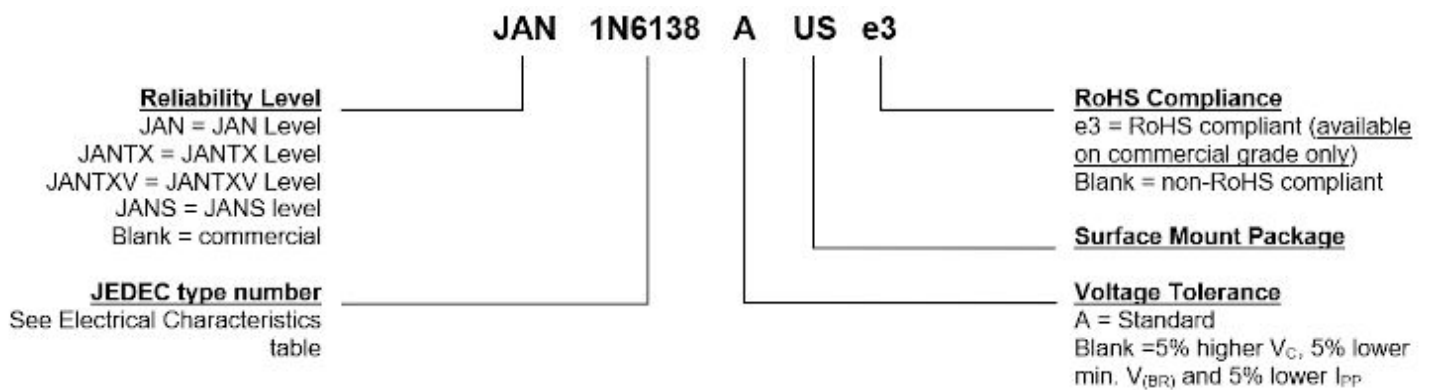 JAN 1N6138 A US e3
Reliability Level
JAN = JAN Level
JANTX = JANTX Level
JANTXV = JANTXV Level
JANS = JANS level
Blank = commercial
JEDEC type number
See Electrical Characteristics
table
RoHS Compliance
e3 = RoHS compliant (available
on commercial grade only)
Blank = non-RoHS compliant
Surface Mount Package
Voltage Tolerance
A = Standard
Blank =5% higher VC, 5% lower
min. V(BR) and 5% lower IPP